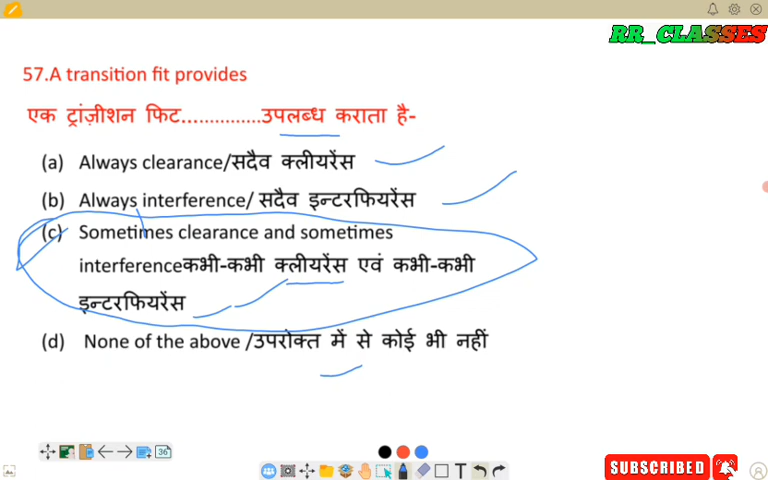 RR_CLASSES
57.A transition fit provides
एक ट्रांज़ीशन फिट...............उपलब्ध कराता है-
(a) Always clearance/सदैव क्लीयरेंस
(b) Always interference/ सदैव इन्टरफियरेंस
(c) Sometimes clearance and sometimes
interferenceकभी-कभी क्लीयरेंस एवं कभी-कभी
इन्टरफियरेंस
(d) None of the above /उपरोक्त में से कोई भी नहीं
36
T
SUBSCRIBED